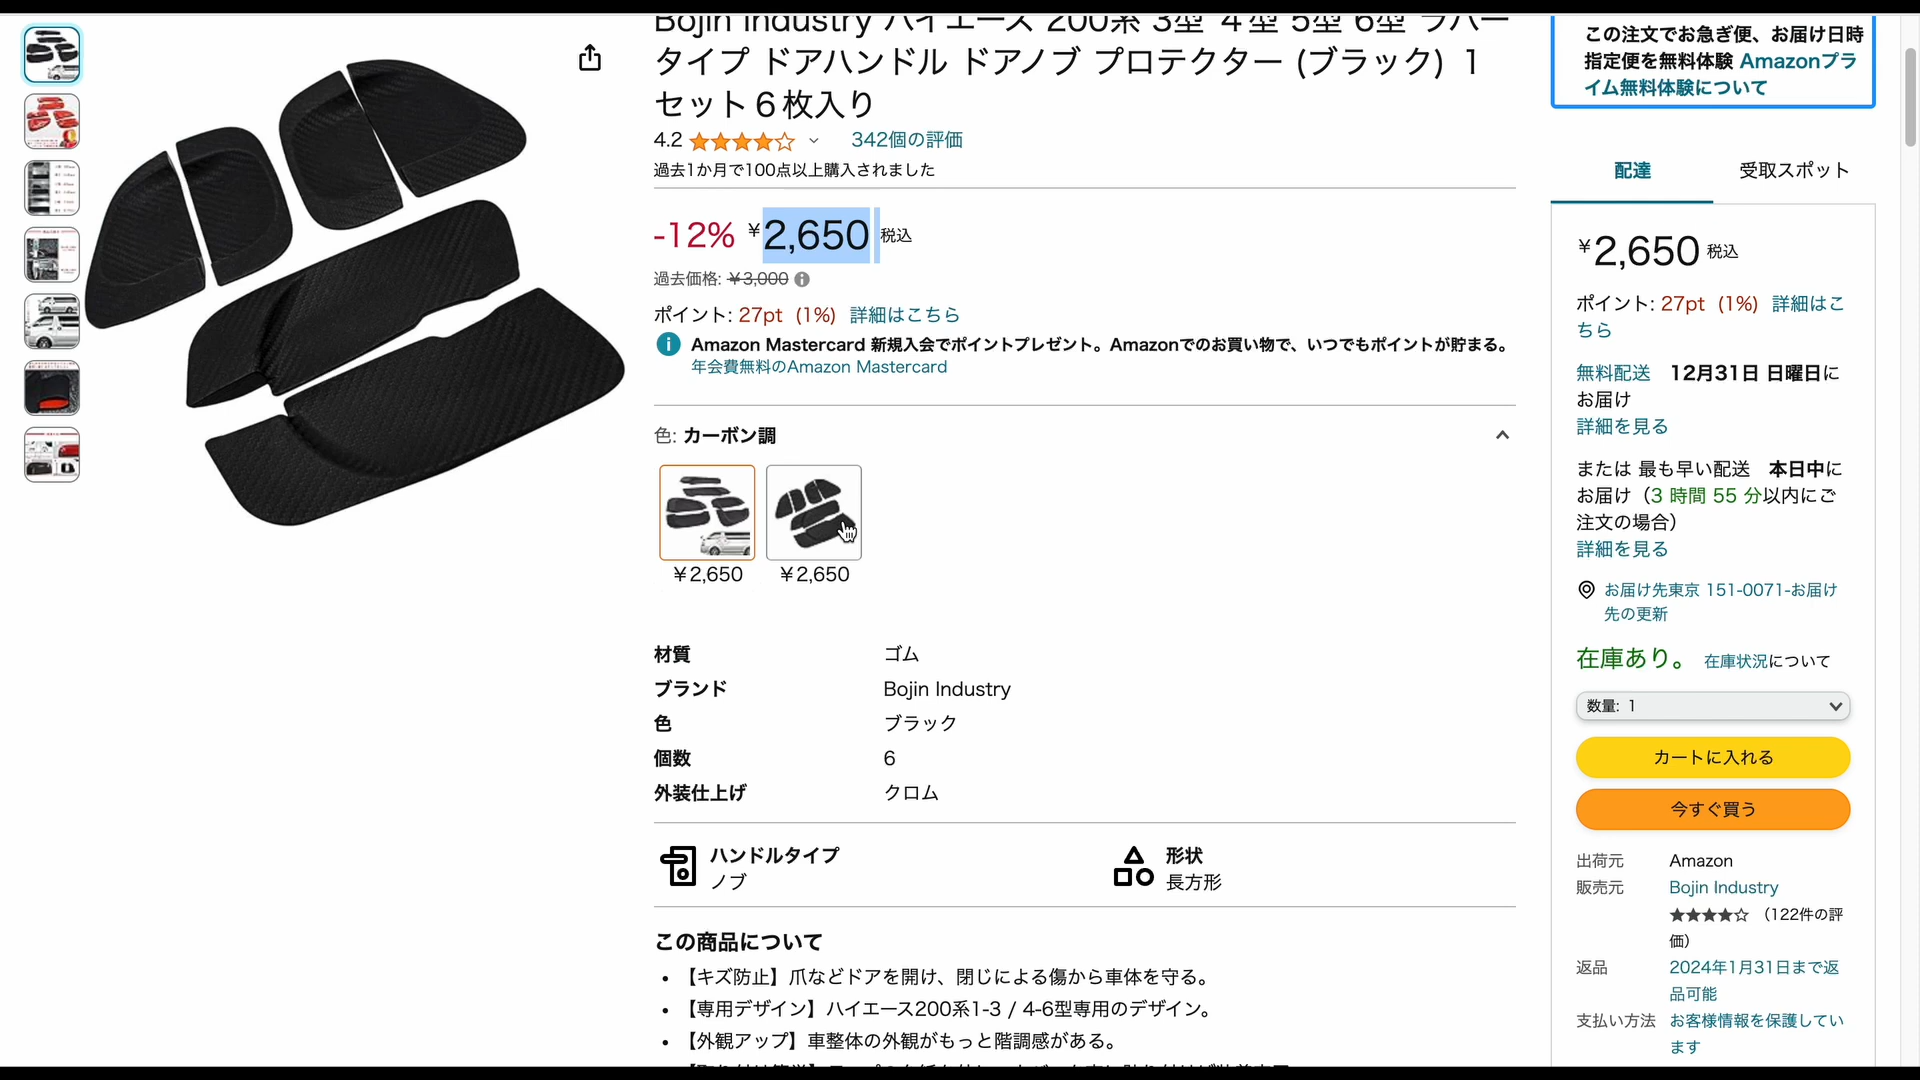 Bojin Industry ハイエース 200系 3型 4型 5型 6型 ラバー
タイプ ドアハンドル ドアノブ プロテクター (ブラック) 1
セット6枚入り
4.2 342個の評価
過去1か月で100点以上購入されました
-12% ¥2,650 税込
過去価格: ¥3,000
ポイント: 27pt (1%) 詳細はこちら
Amazon Mastercard 新規入会でポイントプレゼント。Amazonでのお買い物で、いつでもポイントが貯まる。
年会費無料のAmazon Mastercard
色: カーボン調
¥2,650 ¥2,650
材質 ゴム
ブランド Bojin Industry
色 ブラック
個数 6
外装仕上げ クロム
ハンドルタイプ
ノブ
形状
長方形
この商品について
• 【キズ防止】爪などドアを開け、閉じによる傷から車体を守る。
• 【専用デザイン】ハイエース200系1-3 / 4-6型専用のデザイン。
• 【外観アップ】車整体の外観がもっと階調感がある。
この注文でお急ぎ便、お届け日時
指定便を無料体験 Amazonプラ
イム無料体験について
配達 受取スポット
¥2,650 税込
ポイント: 27pt (1%) 詳細はこ
ちら
無料配送 12月31日 日曜日に
お届け
詳細を見る
または 最も早い配送 本日中に
お届け（3 時間 55 分以内にご
注文の場合）
詳細を見る
お届け先東京 151-0071-お届け
先の更新
在庫あり。 在庫状況について
数量: 1
カートに入れる
今すぐ買う
出荷元 Amazon
販売元 Bojin Industry
（122件の評
価）
返品 2024年1月31日まで返
品可能
支払い方法 お客様情報を保護してい
ます